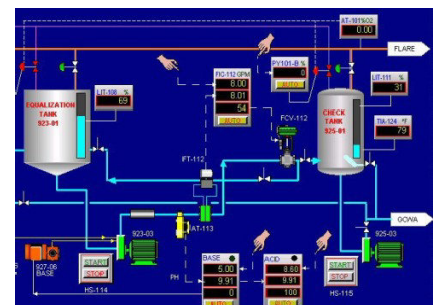 AT-101%O2
0.00
FLARE
FIC-112 GPM
8.00
8.01
54
AUTO
PY101-B %
0
AUTO
LIT-108 %
69
LIT-111 %
31
EQUALIZATION
TANK
923-01
CHECK
TANK
925-01
FCV-112
TIA-124 °F
79
FT-112
OCWA
923-03
AT-113
925-03
927-06
BASE
START
STOP
HS-114
PH
BASE
5.00
9.91
0
AUTO
ACID
8.60
9.91
100
AUTO
START
STOP
HS-115